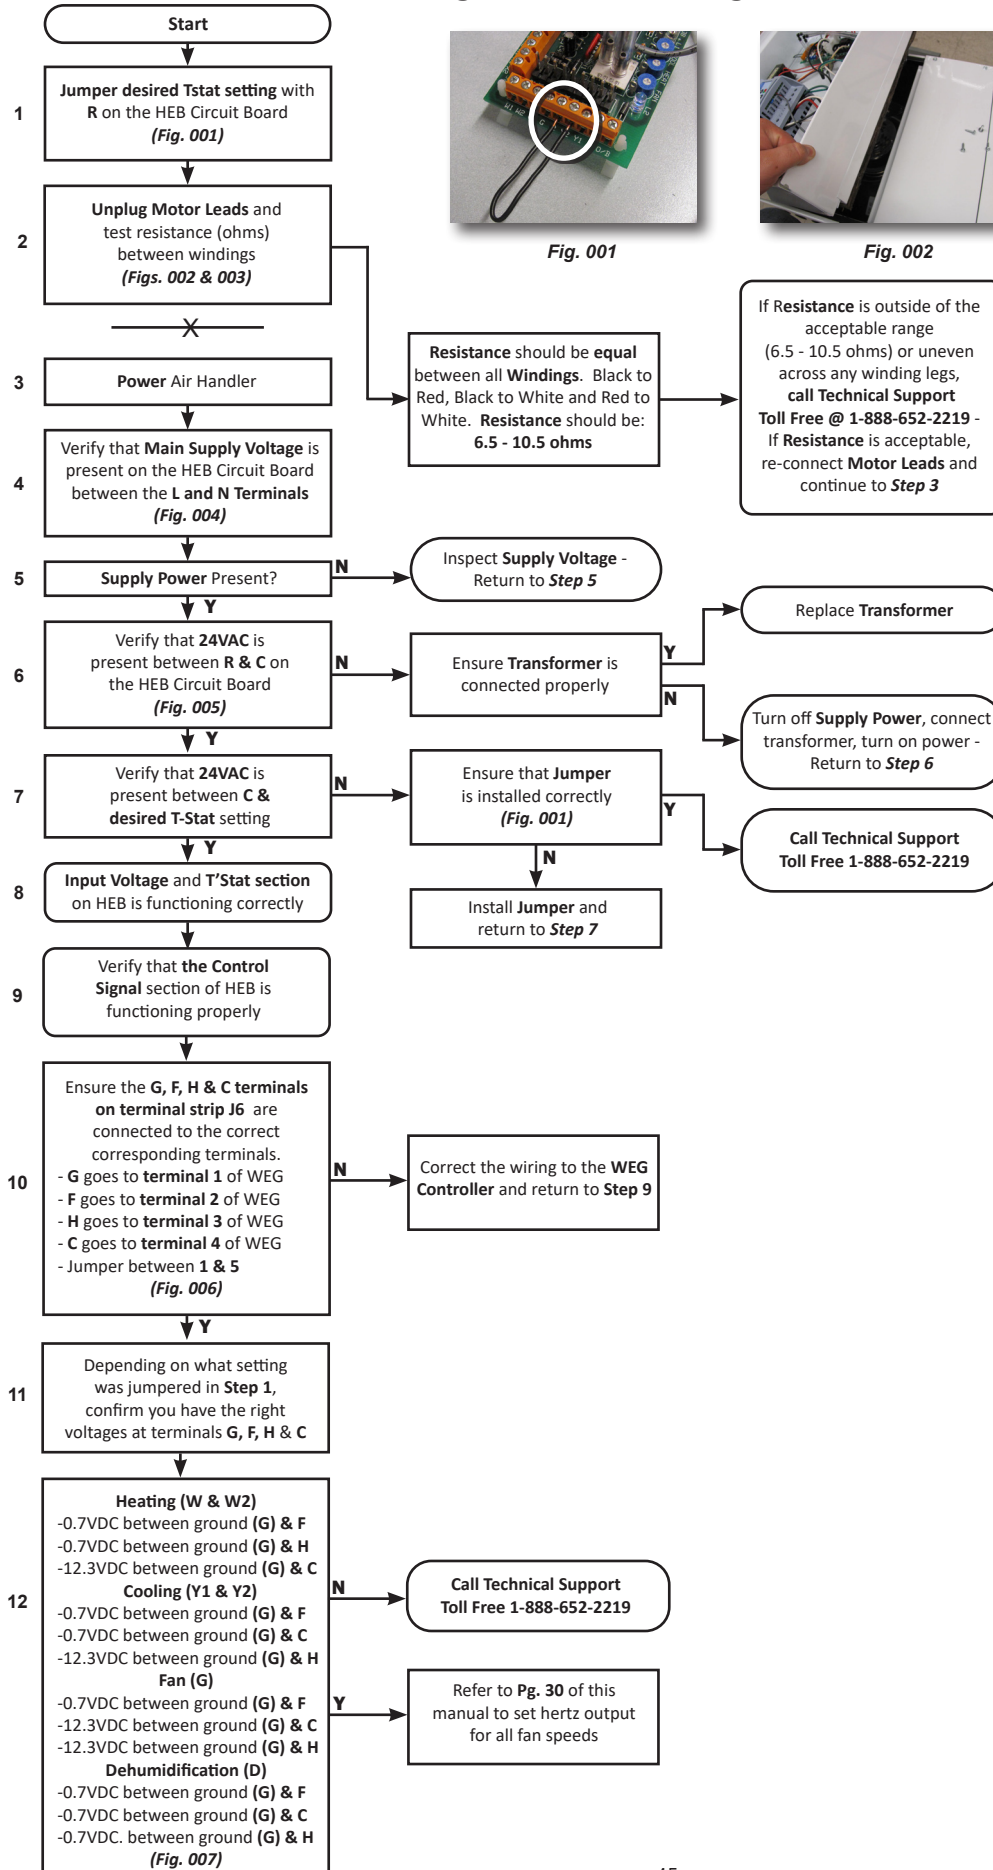 Start
1
Jumper desired Tstat setting with
R on the HEB Circuit Board
(Fig. 001)
2
Unplug Motor Leads and
test resistance (ohms)
between windings
(Figs. 002 & 003)
X
Fig. 001
Fig. 002
Resistance should be equal
between all Windings. Black to
Red, Black to White and Red to
White. Resistance should be:
6.5 - 10.5 ohms
If Resistance is outside of the
acceptable range
(6.5 - 10.5 ohms) or uneven
across any winding legs,
call Technical Support
Toll Free @ 1-888-652-2219 -
If Resistance is acceptable,
re-connect Motor Leads and
continue to Step 3
3
Power Air Handler
4
Verify that Main Supply Voltage is
present on the HEB Circuit Board
between the L and N Terminals
(Fig. 004)
5
Supply Power Present?
N
Inspect Supply Voltage -
Return to Step 5
Y
6
Verify that 24VAC is
present between R & C on
the HEB Circuit Board
(Fig. 005)
N
Ensure Transformer is
connected properly
Y
Replace Transformer
N
Turn off Supply Power, connect
transformer, turn on power -
Return to Step 6
Y
7
Verify that 24VAC is
present between C &
desired T-Stat setting
N
Ensure that Jumper
is installed correctly
(Fig. 001)
Y
Call Technical Support
Toll Free 1-888-652-2219
N
Install Jumper and
return to Step 7
Y
8
Input Voltage and T'Stat section
on HEB is functioning correctly
9
Verify that the Control
Signal section of HEB is
functioning properly
10
Ensure the G, F, H & C terminals
on terminal strip J6 are
connected to the correct
corresponding terminals.
- G goes to terminal 1 of WEG
- F goes to terminal 2 of WEG
- H goes to terminal 3 of WEG
- C goes to terminal 4 of WEG
- Jumper between 1 & 5
(Fig. 006)
N
Correct the wiring to the WEG
Controller and return to Step 9
Y
11
Depending on what setting
was jumpered in Step 1,
confirm you have the right
voltages at terminals G, F, H & C
12
Heating (W & W2)
-0.7VDC between ground (G) & F
-0.7VDC between ground (G) & H
-12.3VDC between ground (G) & C
Cooling (Y1 & Y2)
-0.7VDC between ground (G) & F
-0.7VDC between ground (G) & C
-12.3VDC between ground (G) & H
Fan (G)
-0.7VDC between ground (G) & F
-12.3VDC between ground (G) & C
-12.3VDC between ground (G) & H
Dehumidification (D)
-0.7VDC between ground (G) & F
-0.7VDC between ground (G) & C
-0.7VDC. between ground (G) & H
(Fig. 007)
N
Call Technical Support
Toll Free 1-888-652-2219
Y
Refer to Pg. 30 of this
manual to set hertz output
for all fan speeds